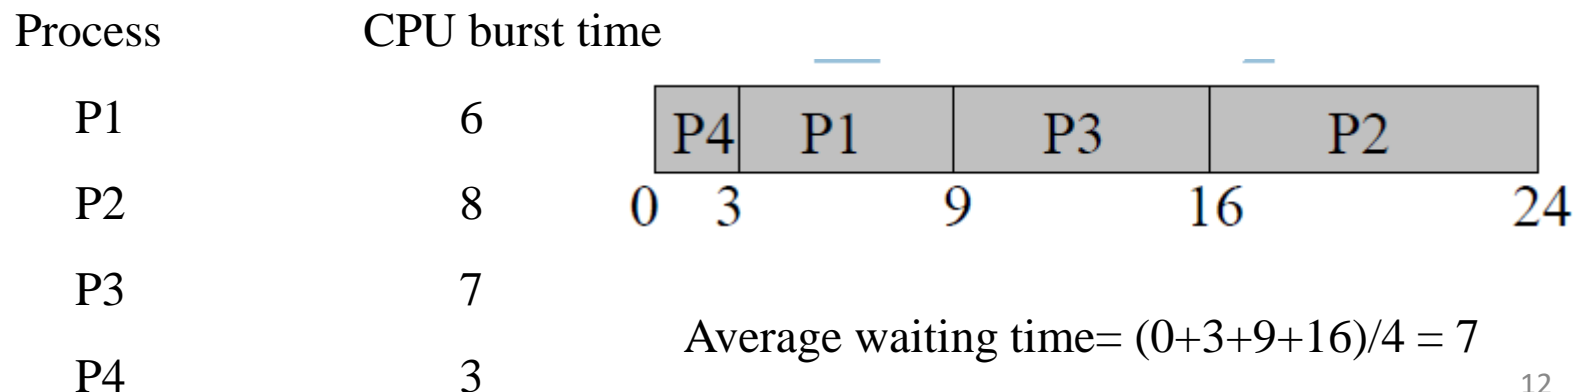 Process CPU burst time
P1 6
P2 8
P3 7
P4 3
P4 P1 P3 P2
0 3 9 16 24
Average waiting time= (0+3+9+16)/4 = 7
12